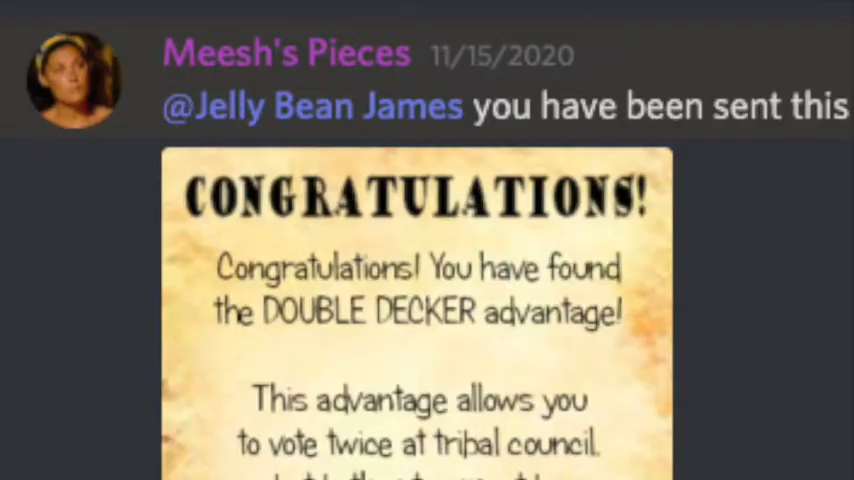 Meesh's Pieces 11/15/2020
@Jelly Bean James you have been sent this
CONGRATULATIONS!
Congratulations! You have found
the DOUBLE DECKER advantage!
This advantage allows you
to vote twice at tribal council,